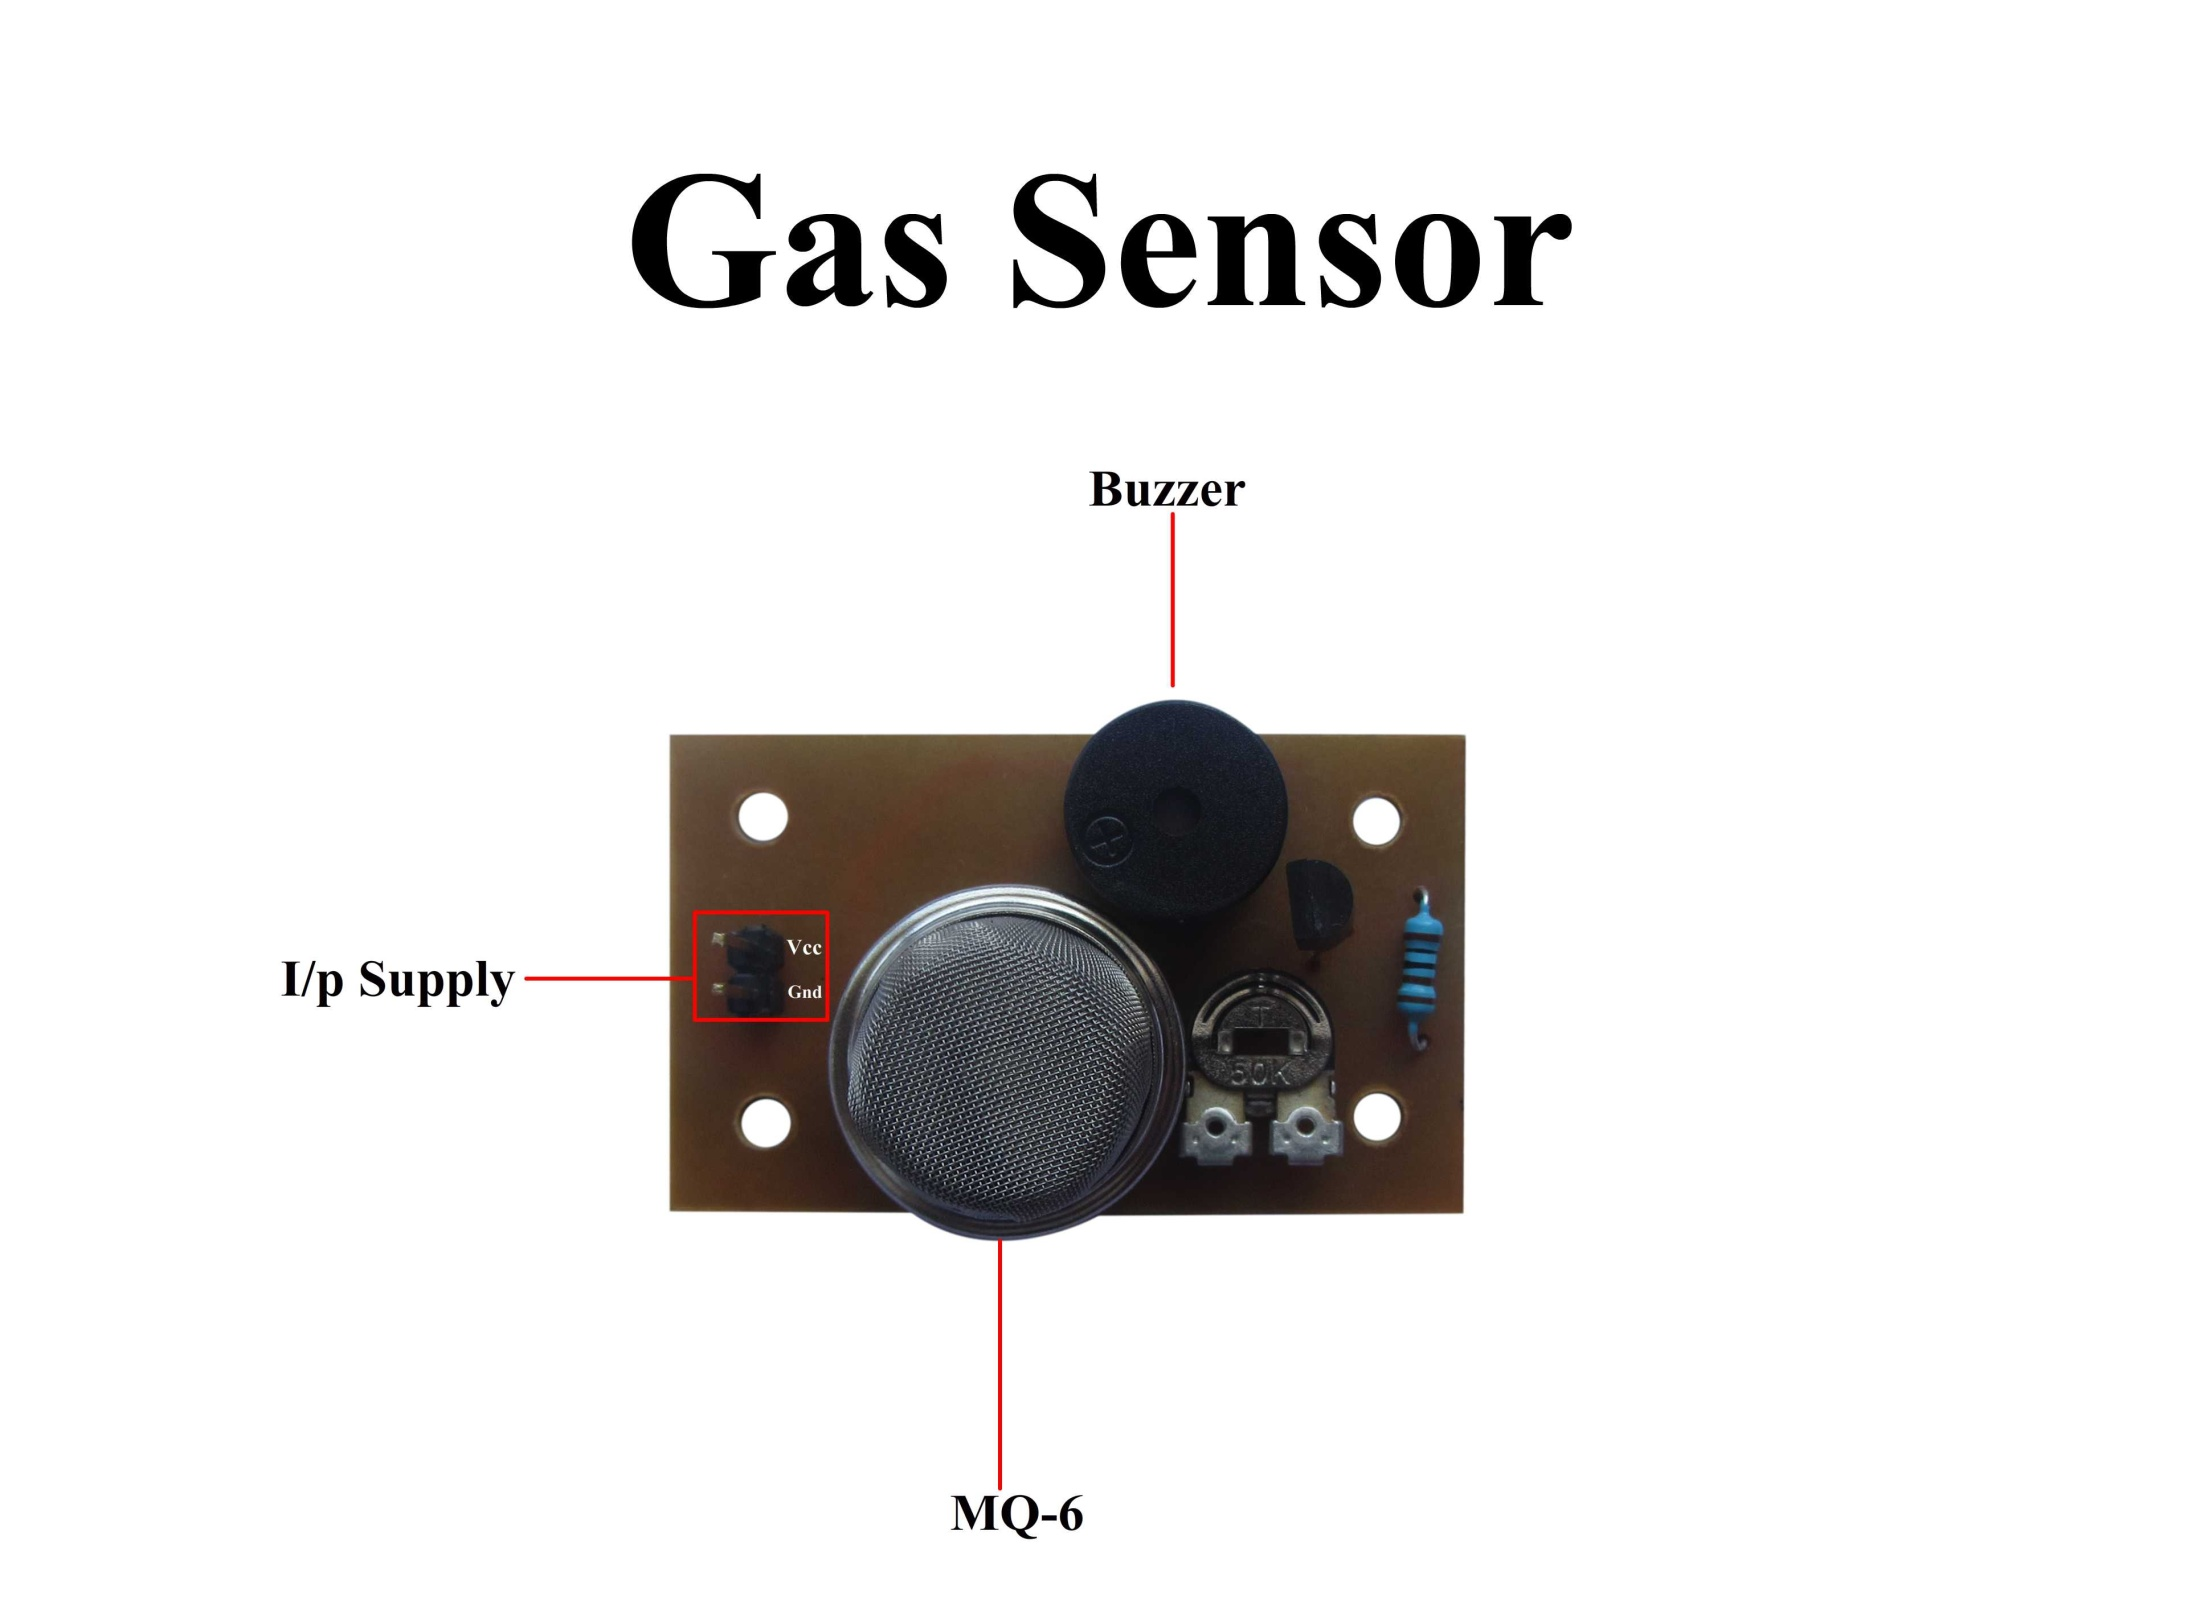 Gas Sensor
Buzzer
I/p Supply
Vcc
Gnd
T
50K
MQ-6